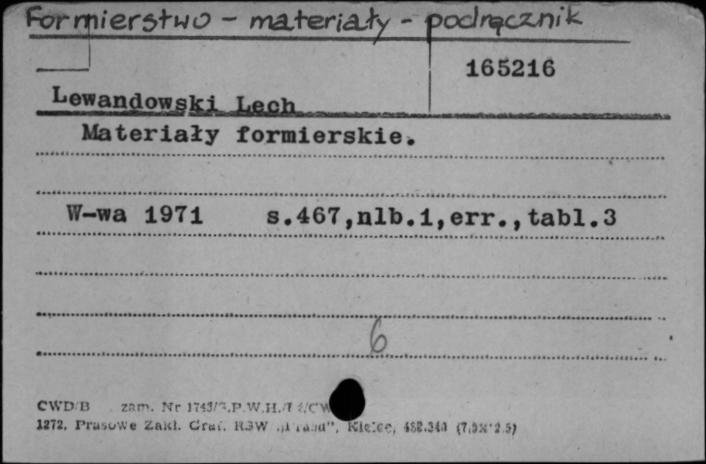 Formierstwo - materiały - podręcznik
165216
Lewandowski Lech
Materiały formierskie.
W-wa 1971 s.467,nlb.1,err.,tabl.3
6
CWD/B zam. Nr
1272. Prasowe Zakł. Graf. RSW "Prasa", Kielce,